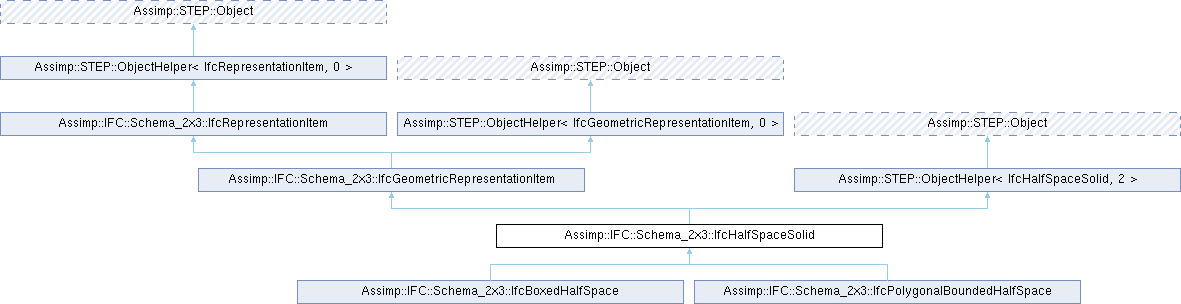 Assimp::STEP::Object
Assimp::STEP::ObjectHelper< IfcRepresentationItem, 0 >
Assimp::STEP::Object
Assimp::IFC::Schema_2x3::IfcRepresentationItem
Assimp::STEP::ObjectHelper< IfcGeometricRepresentationItem, 0 >
Assimp::STEP::Object
Assimp::IFC::Schema_2x3::IfcGeometricRepresentationItem
Assimp::STEP::ObjectHelper< IfcHalfSpaceSolid, 2 >
Assimp::IFC::Schema_2x3::IfcHalfSpaceSolid
Assimp::IFC::Schema_2x3::IfcBoxedHalfSpace
Assimp::IFC::Schema_2x3::IfcPolygonalBoundedHalfSpace